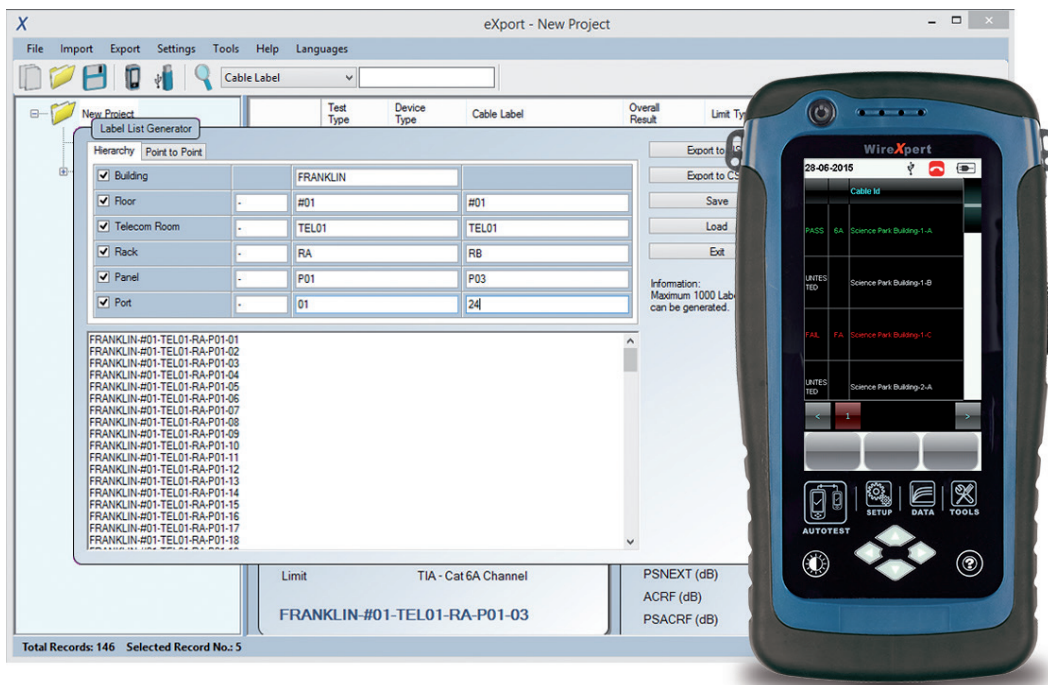 X
eXport - New Project
File Import Export Settings Tools Help Languages
Cable Label
New Project
Test Type
Device Type
Cable Label
Overall Result
Limit Ty
Label List Generator
Hierarchy Point to Point
Building FRANKLIN
Floor - #01 #01
Telecom Room - TEL01 TEL01
Rack - RA RB
Panel - P01 P03
Port - 01 24
Export to
Export to CS
Save
Load
Exit
Information:
Maximum 1000 Lab
can be generated.
FRANKLIN-#01-TEL01-RA-P01-01
FRANKLIN-#01-TEL01-RA-P01-02
FRANKLIN-#01-TEL01-RA-P01-03
FRANKLIN-#01-TEL01-RA-P01-04
FRANKLIN-#01-TEL01-RA-P01-05
FRANKLIN-#01-TEL01-RA-P01-06
FRANKLIN-#01-TEL01-RA-P01-07
FRANKLIN-#01-TEL01-RA-P01-08
FRANKLIN-#01-TEL01-RA-P01-09
FRANKLIN-#01-TEL01-RA-P01-10
FRANKLIN-#01-TEL01-RA-P01-11
FRANKLIN-#01-TEL01-RA-P01-12
FRANKLIN-#01-TEL01-RA-P01-13
FRANKLIN-#01-TEL01-RA-P01-14
FRANKLIN-#01-TEL01-RA-P01-15
FRANKLIN-#01-TEL01-RA-P01-16
FRANKLIN-#01-TEL01-RA-P01-17
FRANKLIN-#01-TEL01-RA-P01-18
Limit TIA - Cat 6A Channel
FRANKLIN-#01-TEL01-RA-P01-03
PSNEXT (dB)
ACRF (dB)
PSACRF (dB)
Total Records: 146 Selected Record No.: 5
WireXpert
28-06-2015
Cable Id
PASS 6A Science Park Building-1-A
UNTESTED Science Park Building-1-B
FAIL FA Science Park Building-1-C
UNTESTED Science Park Building-2-A
< 1 >
AUTOTEST
SETUP
DATA
TOOLS
?